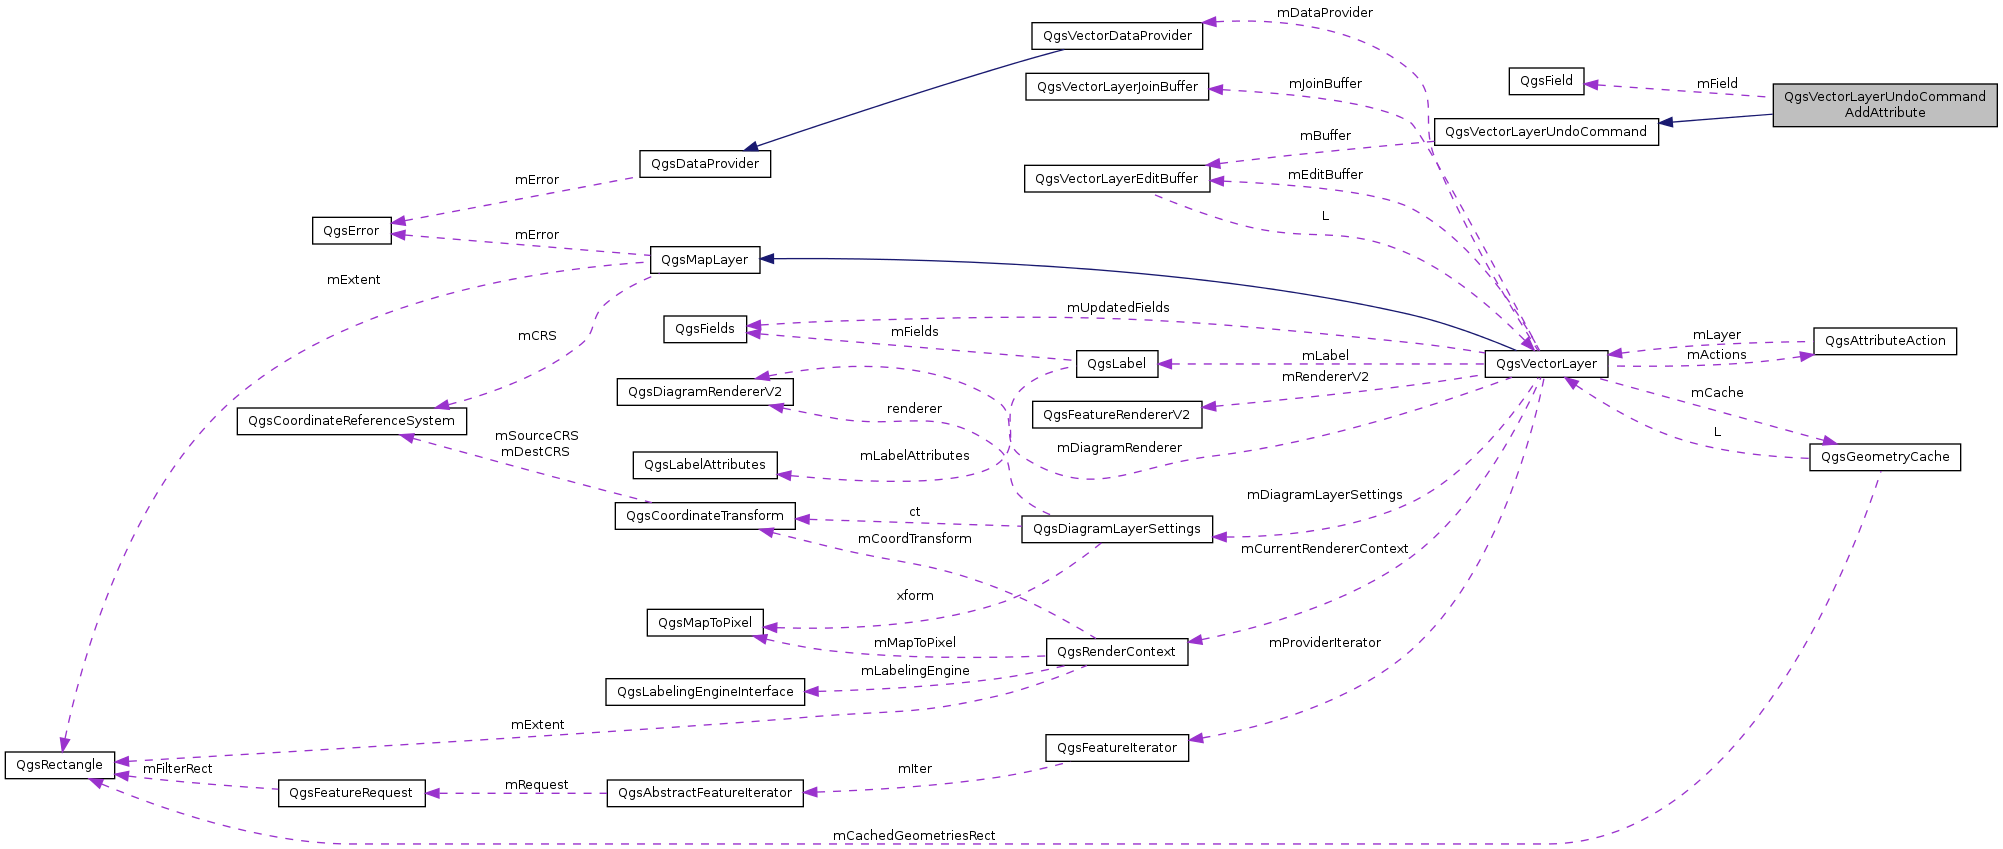 mDataProvider
QgsVectorDataProvider
QgsField
mField
QgsVectorLayerUndoCommand
AddAttribute
QgsVectorLayerJoinBuffer
mJoinBuffer
QgsVectorLayerUndoCommand
mBuffer
QgsDataProvider
mError
QgsVectorLayerEditBuffer
mEditBuffer
L
QgsError
mError
QgsMapLayer
mExtent
mCRS
mUpdatedFields
QgsFields
mFields
QgsLabel
mLabel
QgsVectorLayer
mLayer
mActions
QgsAttributeAction
mRendererV2
QgsDiagramRendererV2
renderer
QgsFeatureRendererV2
mCache
QgsCoordinateReferenceSystem
mSourceCRS
mDestCRS
mDiagramRenderer
L
QgsGeometryCache
QgsLabelAttributes
mLabelAttributes
mDiagramLayerSettings
QgsCoordinateTransform
ct
QgsDiagramLayerSettings
mCoordTransform
mCurrentRendererContext
xform
QgsMapToPixel
mMapToPixel
QgsRenderContext
mProviderIterator
mLabelingEngine
QgsLabelingEngineInterface
mExtent
QgsFeatureIterator
QgsRectangle
mFilterRect
mIter
QgsFeatureRequest
mRequest
QgsAbstractFeatureIterator
mCachedGeometriesRect